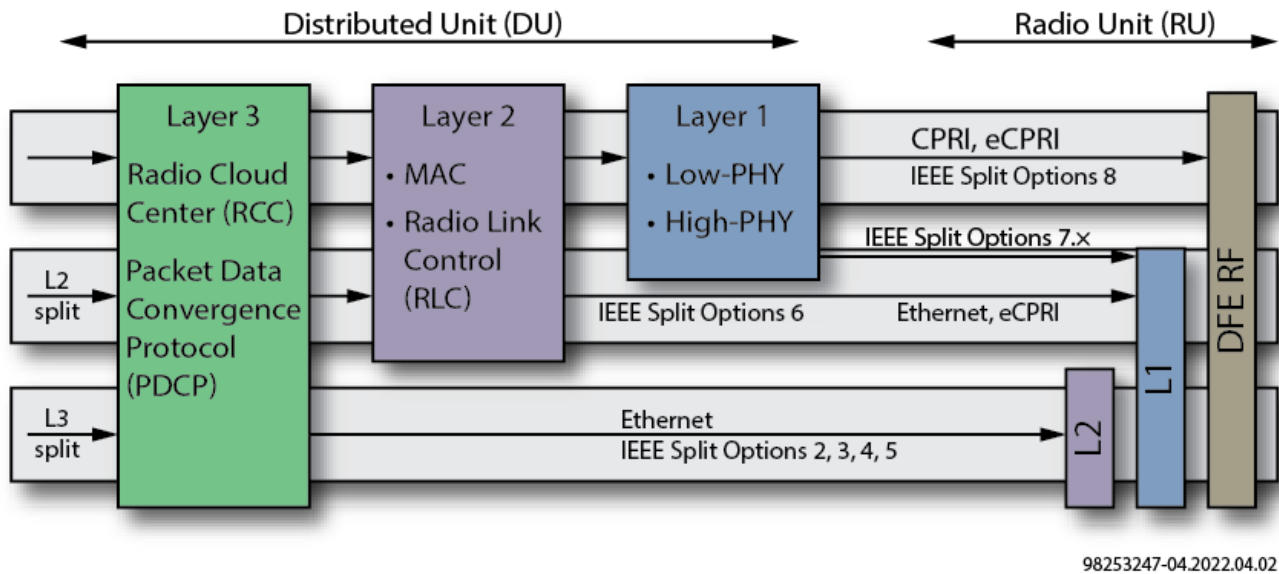 Distributed Unit (DU)
Radio Unit (RU)
Layer 3
Radio Cloud
Center (RCC)
Packet Data
Convergence
Protocol
(PDCP)
Layer 2
• MAC
• Radio Link
Control
(RLC)
Layer 1
• Low-PHY
• High-PHY
CPRI, eCPRI
IEEE Split Options 8
IEEE Split Options 7.x
L2
split
IEEE Split Options 6
Ethernet, eCPRI
L3
split
Ethernet
IEEE Split Options 2, 3, 4, 5
L2
L1
DFE RF
98253247-04.2022.04.02